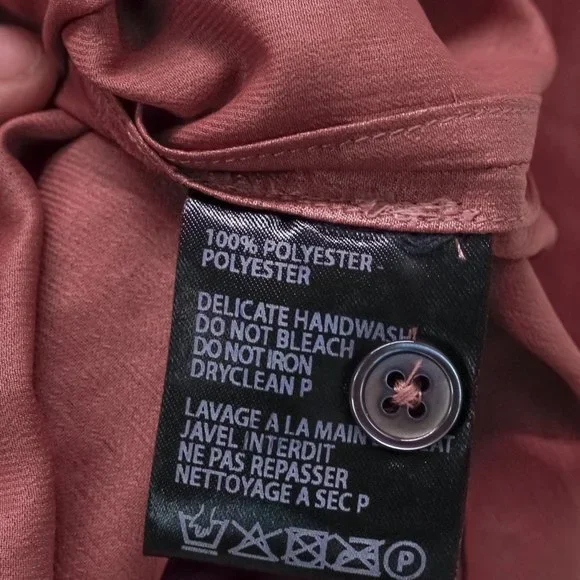 100% POLYESTER -
POLYESTER
DELICATE HANDWASH
DO NOT BLEACH
DO NOT IRON
DRYCLEAN P
LAVAGE A LA MAIN
JAVEL INTERDIT
NE PAS REPASSER
NETTOYAGE A SEC P
P